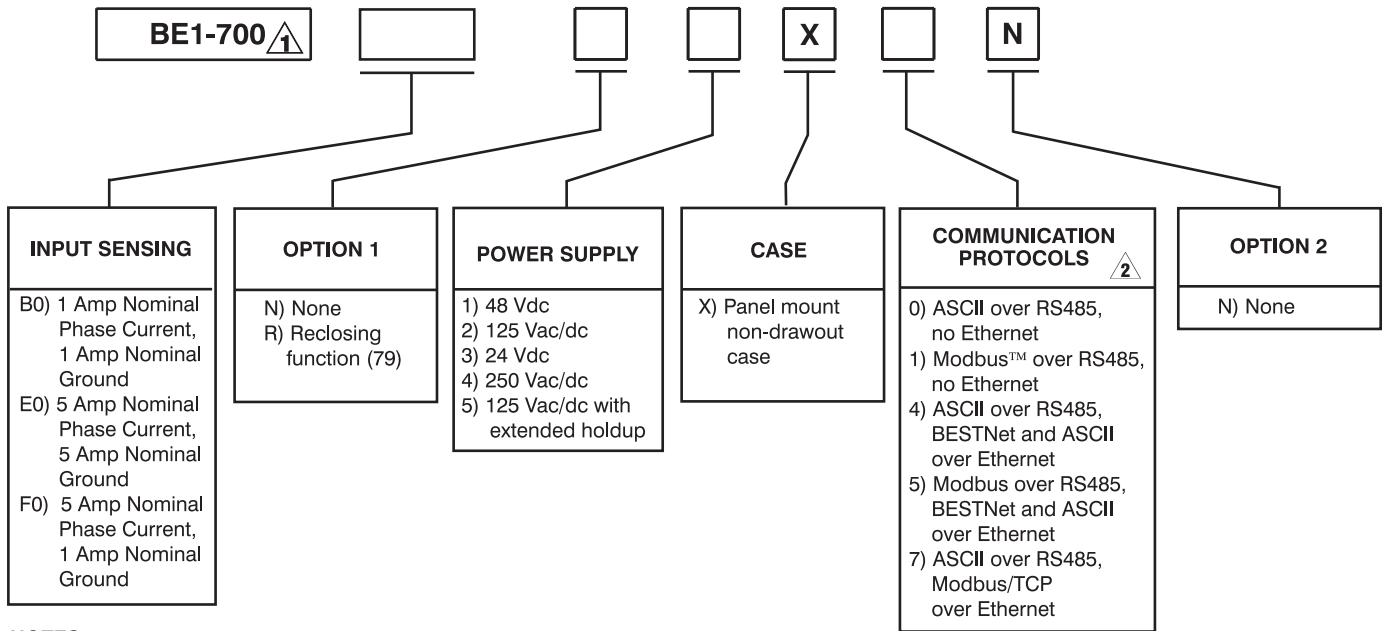 BE1-700 1 X N
INPUT SENSING
B0) 1 Amp Nominal
Phase Current,
1 Amp Nominal
Ground
E0) 5 Amp Nominal
Phase Current,
5 Amp Nominal
Ground
F0) 5 Amp Nominal
Phase Current,
1 Amp Nominal
Ground
OPTION 1
N) None
R) Reclosing
function (79)
POWER SUPPLY
1) 48 Vdc
2) 125 Vac/dc
3) 24 Vdc
4) 250 Vac/dc
5) 125 Vac/dc with
extended holdup
CASE
X) Panel mount
non-drawout
case
COMMUNICATION
PROTOCOLS 2
0) ASCII over RS485,
no Ethernet
1) Modbus™ over RS485,
no Ethernet
4) ASCII over RS485,
BESTNet and ASCII
over Ethernet
5) Modbus over RS485,
BESTNet and ASCII
over Ethernet
7) ASCII over RS485,
Modbus/TCP
over Ethernet
OPTION 2
N) None